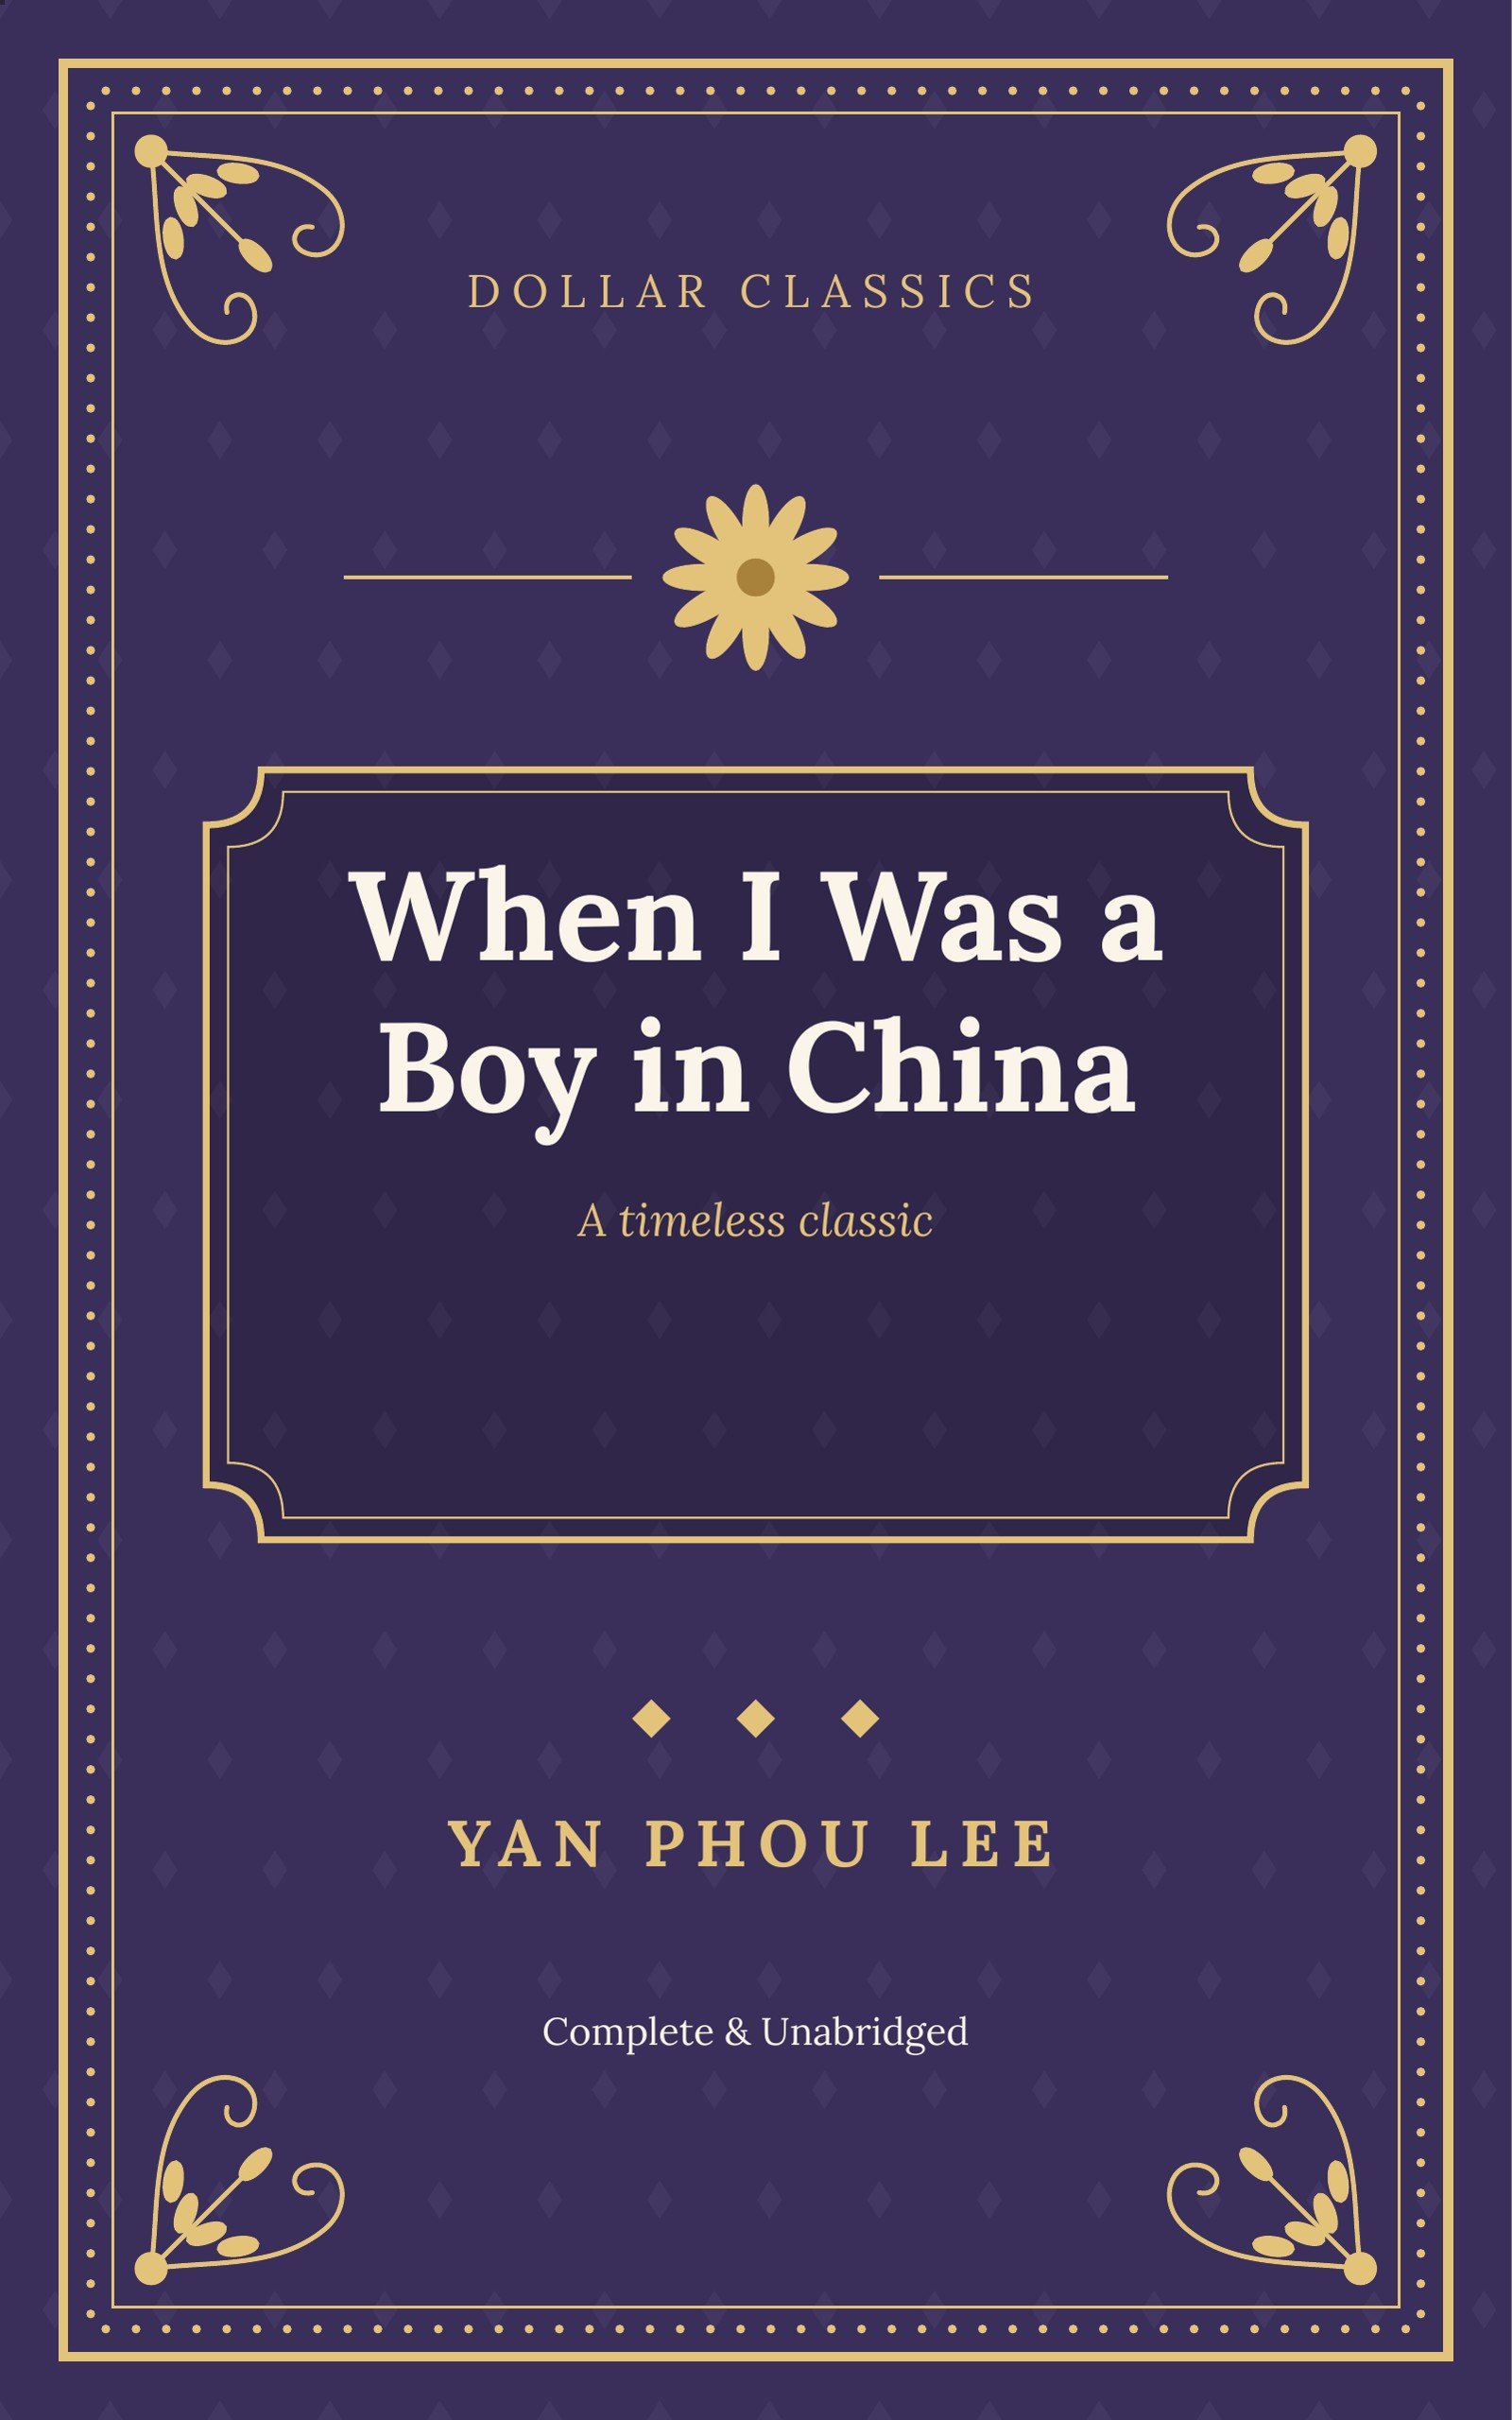 DOLLAR CLASSICS
When I Was a
Boy in China
A timeless classic
YAN PHOU LEE
Complete & Unabridged